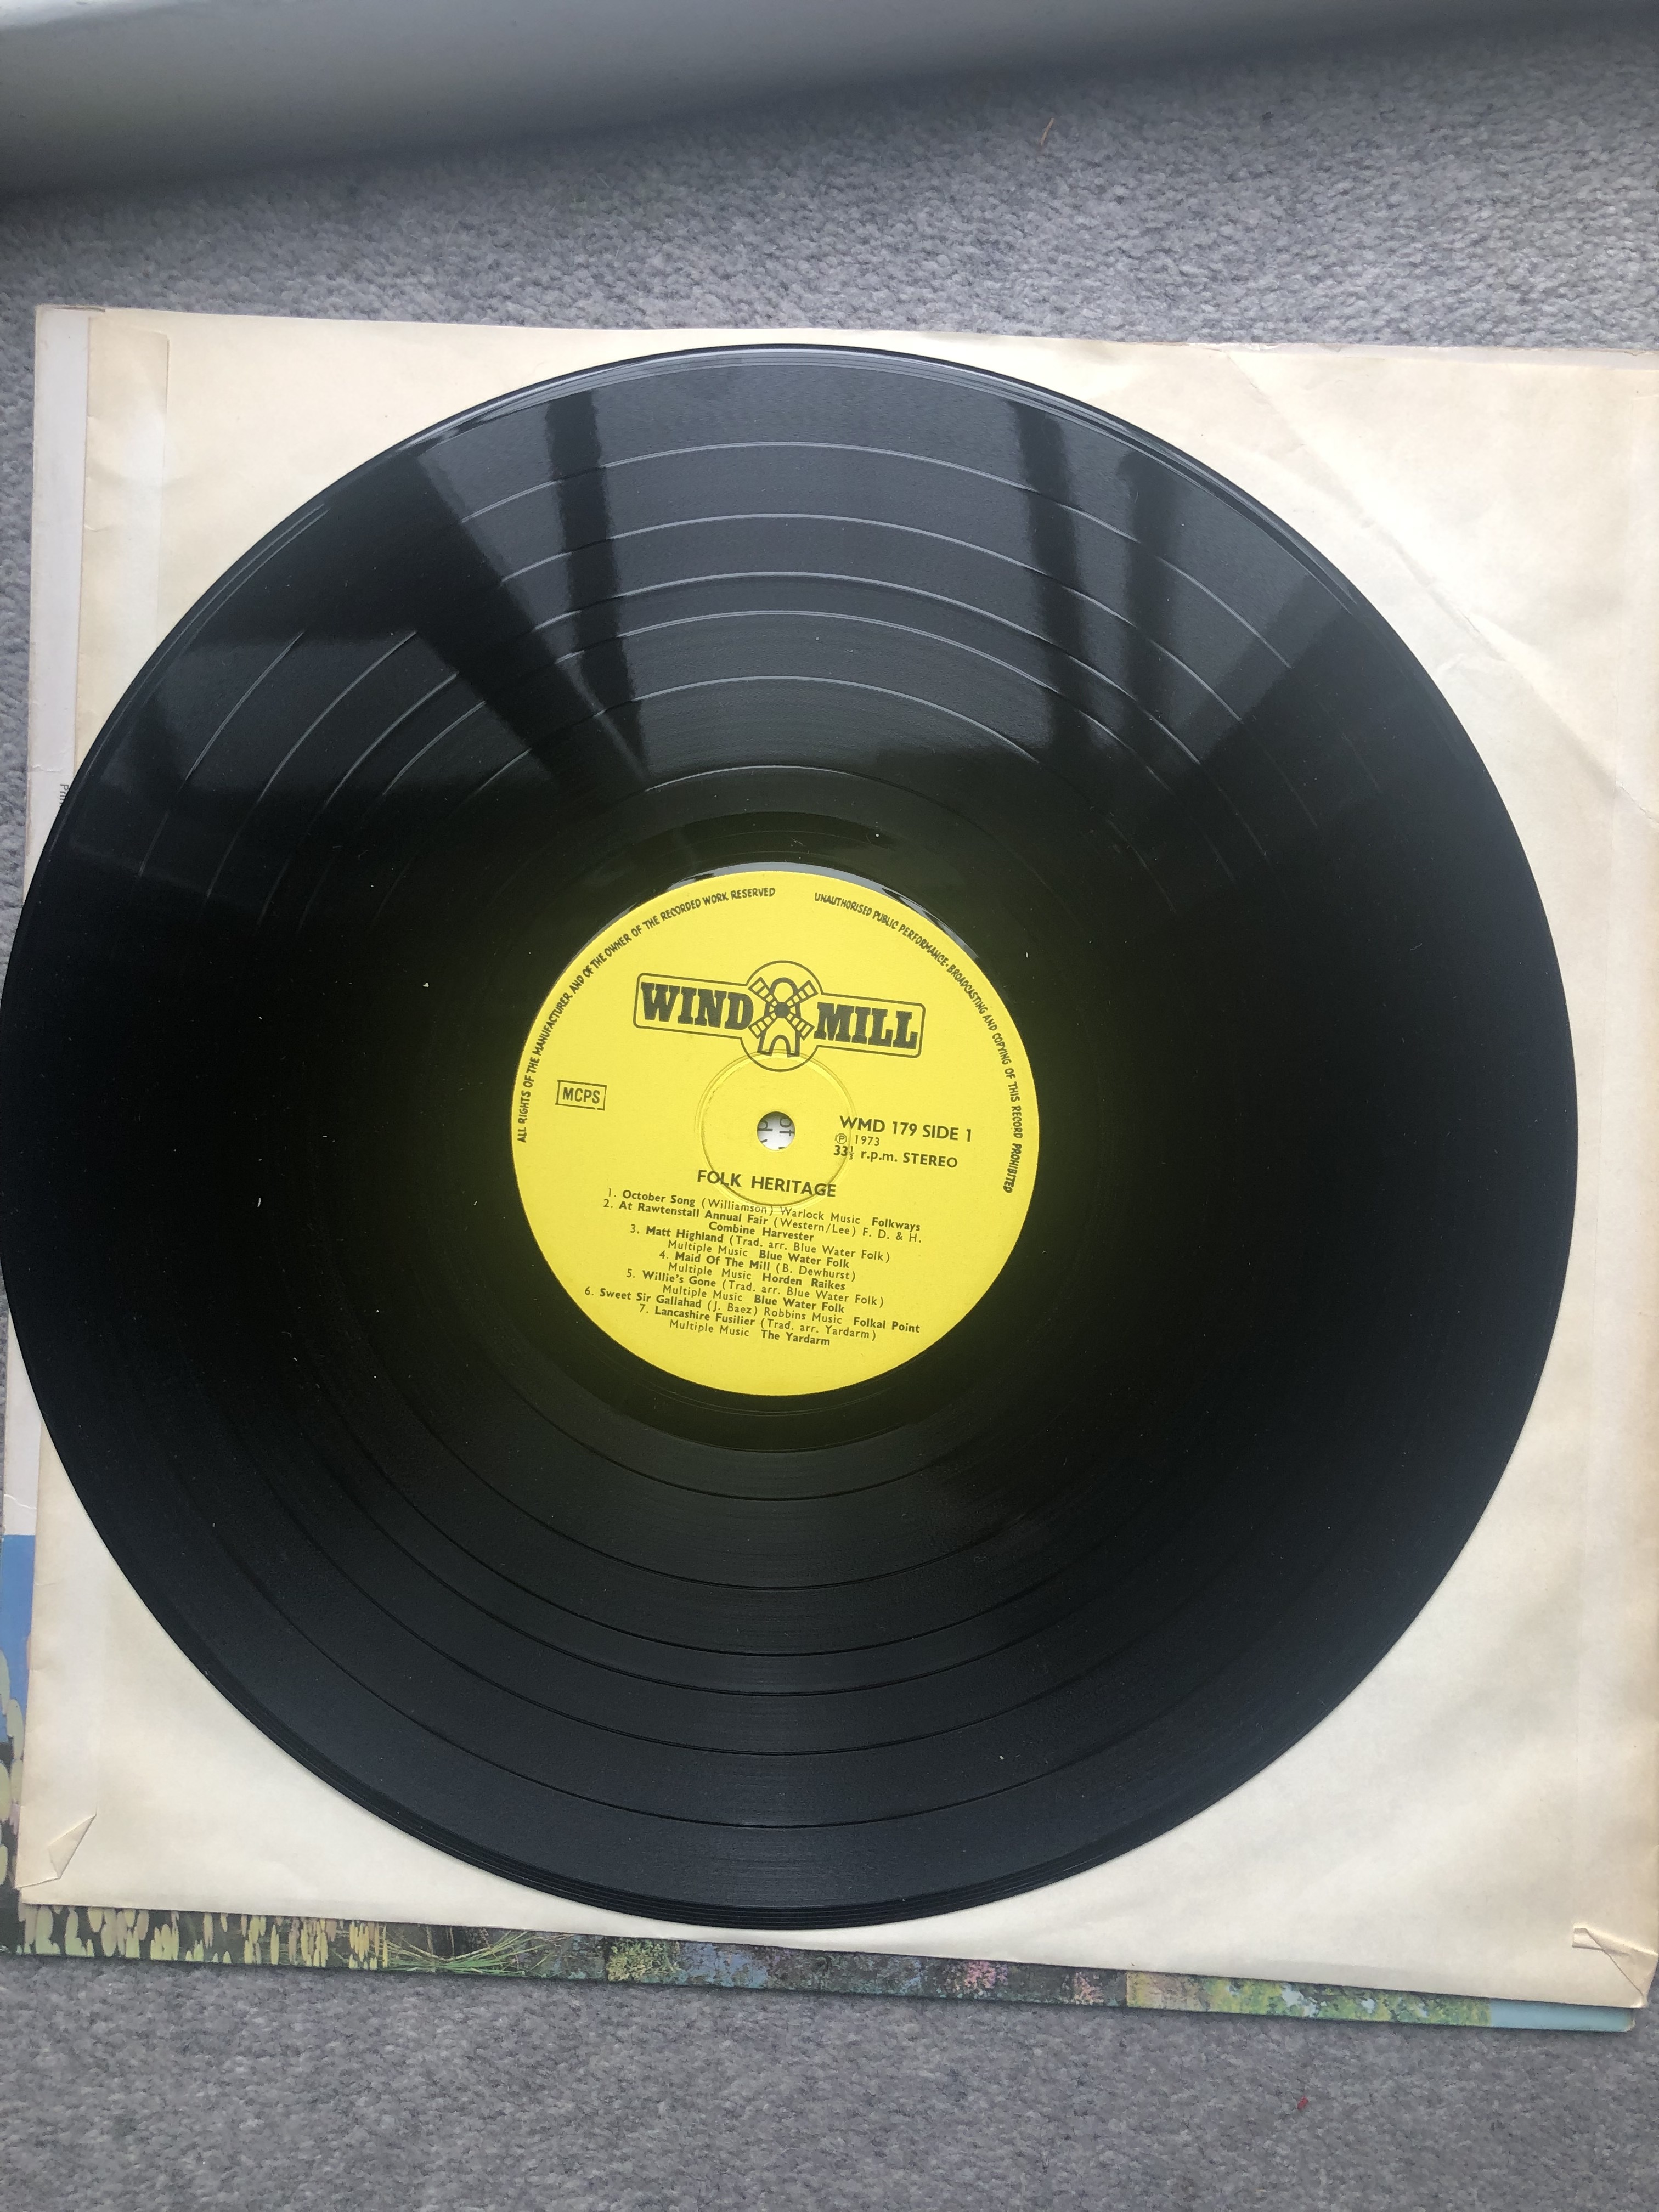 ALL RIGHTS OF THE MANUFACTURER AND OF THE OWNER OF THE RECORDED WORK RESERVED
UNAUTHORISED PUBLIC PERFORMANCE · BROADCASTING AND COPYING OF THIS RECORD PROHIBITED
WIND MILL
MCPS
WMD 179 SIDE 1
Ⓟ 1973
33⅓ r.p.m. STEREO
FOLK HERITAGE
1. October Song (Williamson) Warlock Music Folkways
2. At Rawtenstall Annual Fair (Western/Lee) F. D. & H.
Combine Harvester
3. Matt Highland (Trad. arr. Blue Water Folk)
Multiple Music Blue Water Folk
4. Maid Of The Mill (B. Dewhurst)
Multiple Music Horden Raikes
5. Willie's Gone (Trad. arr. Blue Water Folk)
Multiple Music Blue Water Folk
6. Sweet Sir Galiahad (J. Baez) Robbins Music Folkal Point
7. Lancashire Fusilier (Trad. arr. Yardarm)
Multiple Music The Yardarm